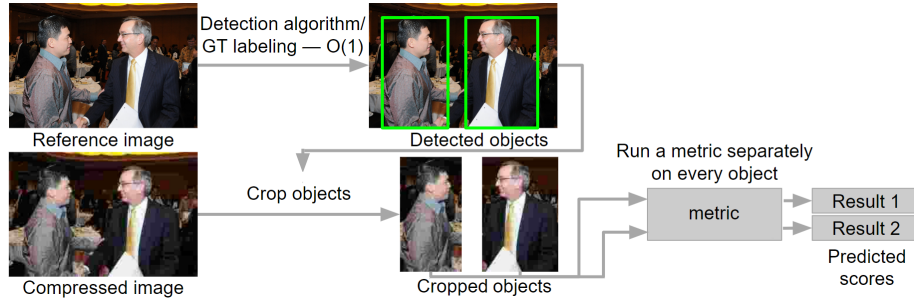 Detection algorithm/
GT labeling — O(1)
Reference image
Detected objects
Crop objects
Run a metric separately
on every object
metric
Result 1
Result 2
Predicted
scores
Compressed image
Cropped objects